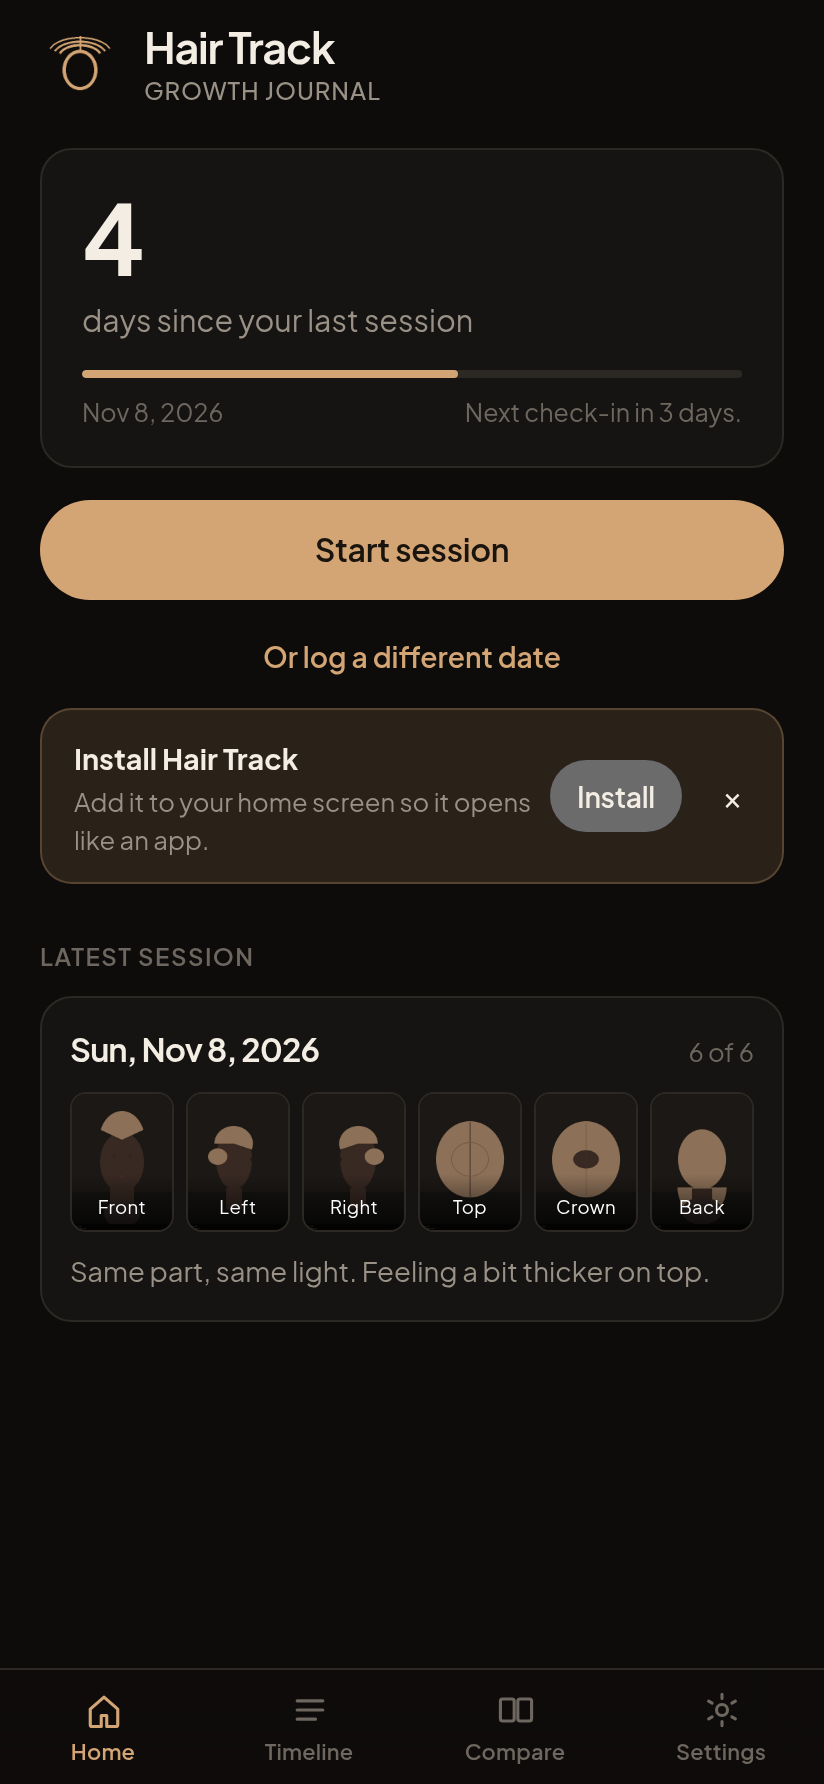 Hair Track
GROWTH JOURNAL
4
days since your last session
Nov 8, 2026
Next check-in in 3 days.
Start session
Or log a different date
Install Hair Track
Add it to your home screen so it opens
like an app.
Install
×
LATEST SESSION
Sun, Nov 8, 2026
6 of 6
Front
Left
Right
Top
Crown
Back
Same part, same light. Feeling a bit thicker on top.
Home
Timeline
Compare
Settings